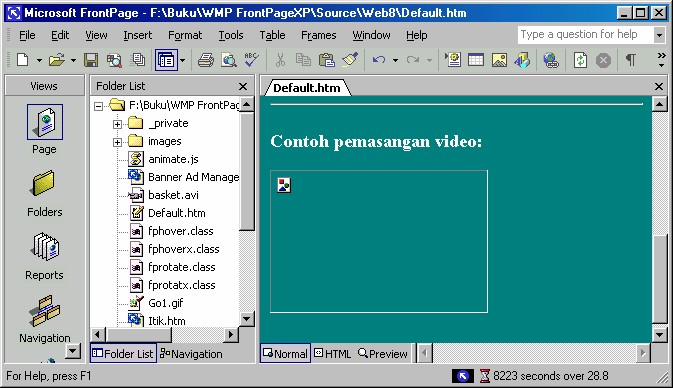 Microsoft FrontPage - F:\Buku\WMP FrontPageXP\Source\Web8\Default.htm
File Edit View Insert Format Tools Table Frames Window Help Type a question for help
Views
Page
Folders
Reports
Navigation
Folder List
F:\Buku\WMP FrontPag
_private
images
animate.js
Banner Ad Manage
basket.avi
Default.htm
fphover.class
fphoverx.class
fprotate.class
fprotatx.class
Go1.gif
Itik.htm
Folder List Navigation
Default.htm
Contoh pemasangan video:
Normal HTML Preview
For Help, press F1
8223 seconds over 28.8